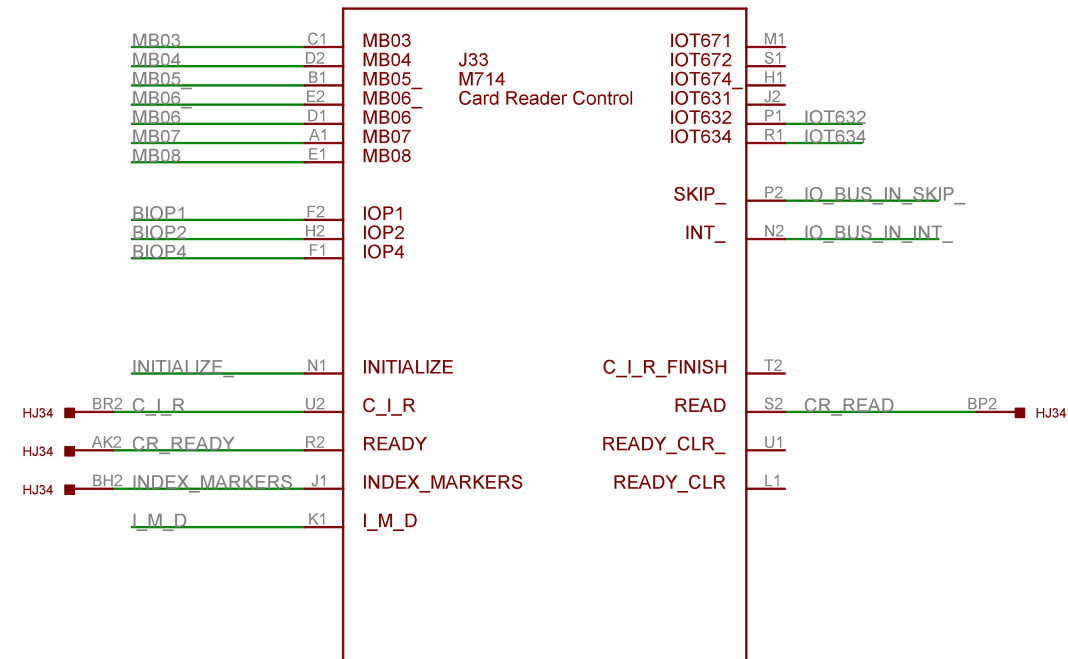 MB03 C1 MB03 IOT671 M1
MB04 D2 MB04 J33 IOT672 S1
MB05_ B1 MB05_ M714 IOT674_ H1
MB06_ E2 MB06_ Card Reader Control IOT631 J2
MB06 D1 MB06 IOT632 P1 IOT632
MB07 A1 MB07 IOT634 R1 IOT634
MB08 E1 MB08
SKIP_ P2 IO_BUS_IN_SKIP_
BIOP1 F2 IOP1
BIOP2 H2 IOP2 INT_ N2 IO_BUS_IN_INT_
BIOP4 F1 IOP4
INITIALIZE_ N1 INITIALIZE C_I_R_FINISH T2
HJ34 BR2 C_I_R U2 C_I_R READ S2 CR_READ BP2 HJ34
HJ34 AK2 CR_READY R2 READY READY_CLR_ U1
HJ34 BH2 INDEX_MARKERS J1 INDEX_MARKERS READY_CLR L1
I_M_D K1 I_M_D